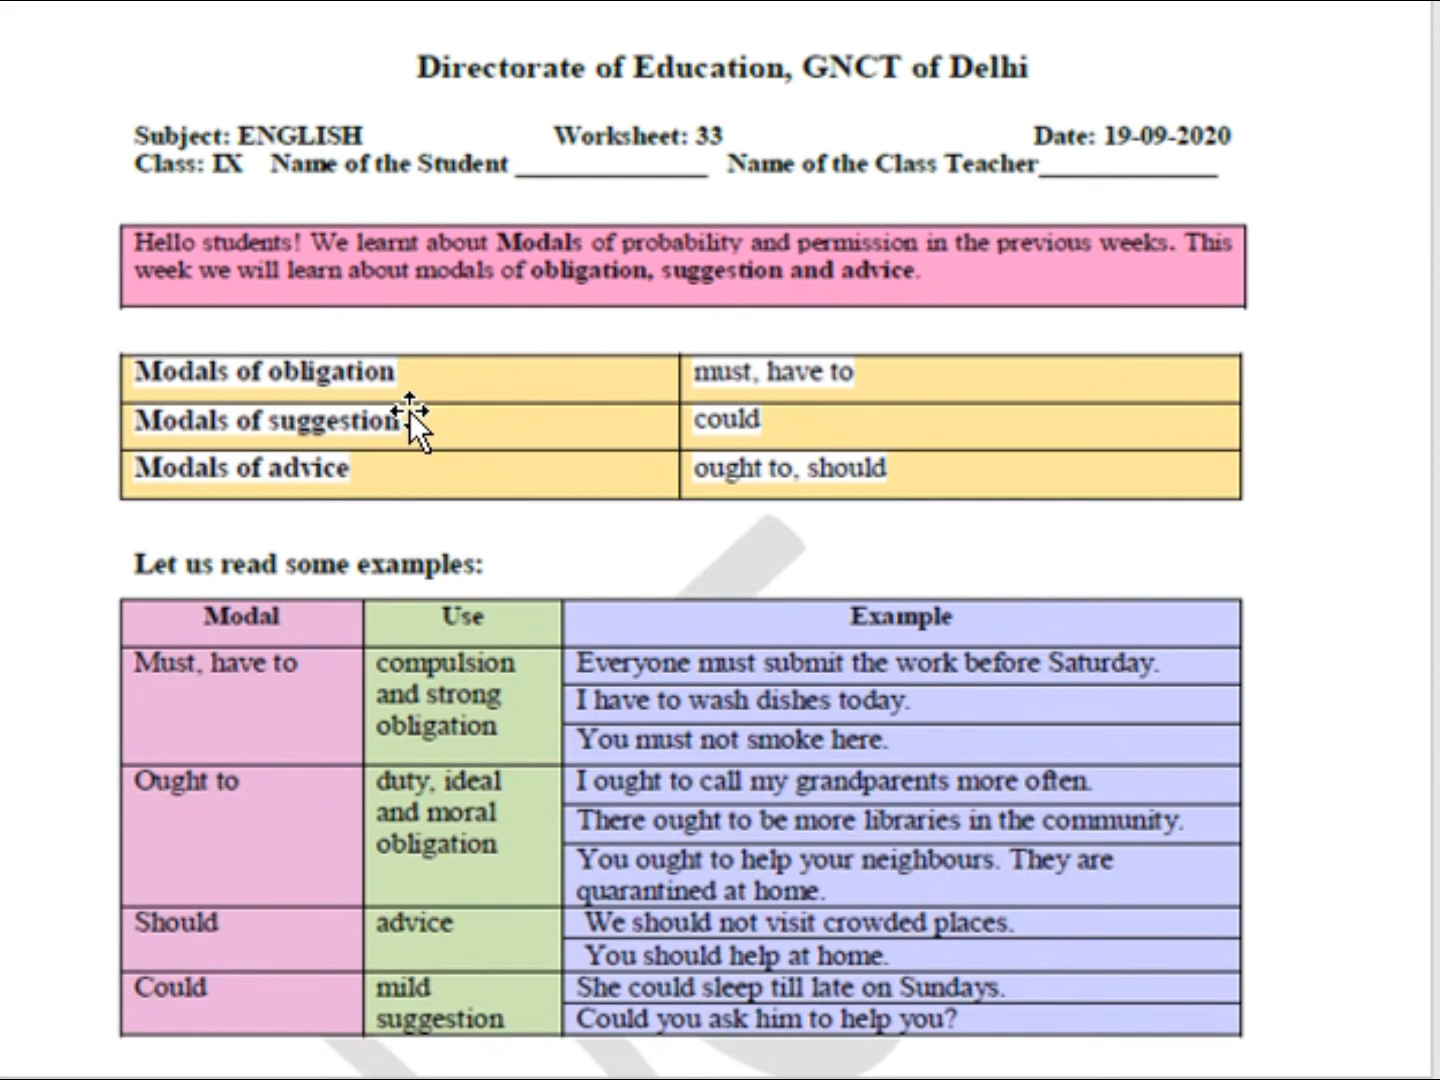 Directorate of Education, GNCT of Delhi
Subject: ENGLISH Worksheet: 33 Date: 19-09-2020
Class: IX Name of the Student ____________ Name of the Class Teacher____________
Hello students! We learnt about Modals of probability and permission in the previous weeks. This
week we will learn about modals of obligation, suggestion and advice.
Modals of obligation must, have to
Modals of suggestion could
Modals of advice ought to, should
Let us read some examples:
Modal Use Example
Must, have to compulsion Everyone must submit the work before Saturday.
and strong I have to wash dishes today.
obligation You must not smoke here.
Ought to duty, ideal I ought to call my grandparents more often.
and moral There ought to be more libraries in the community.
obligation You ought to help your neighbours. They are
quarantined at home.
Should advice We should not visit crowded places.
You should help at home.
Could mild She could sleep till late on Sundays.
suggestion Could you ask him to help you?